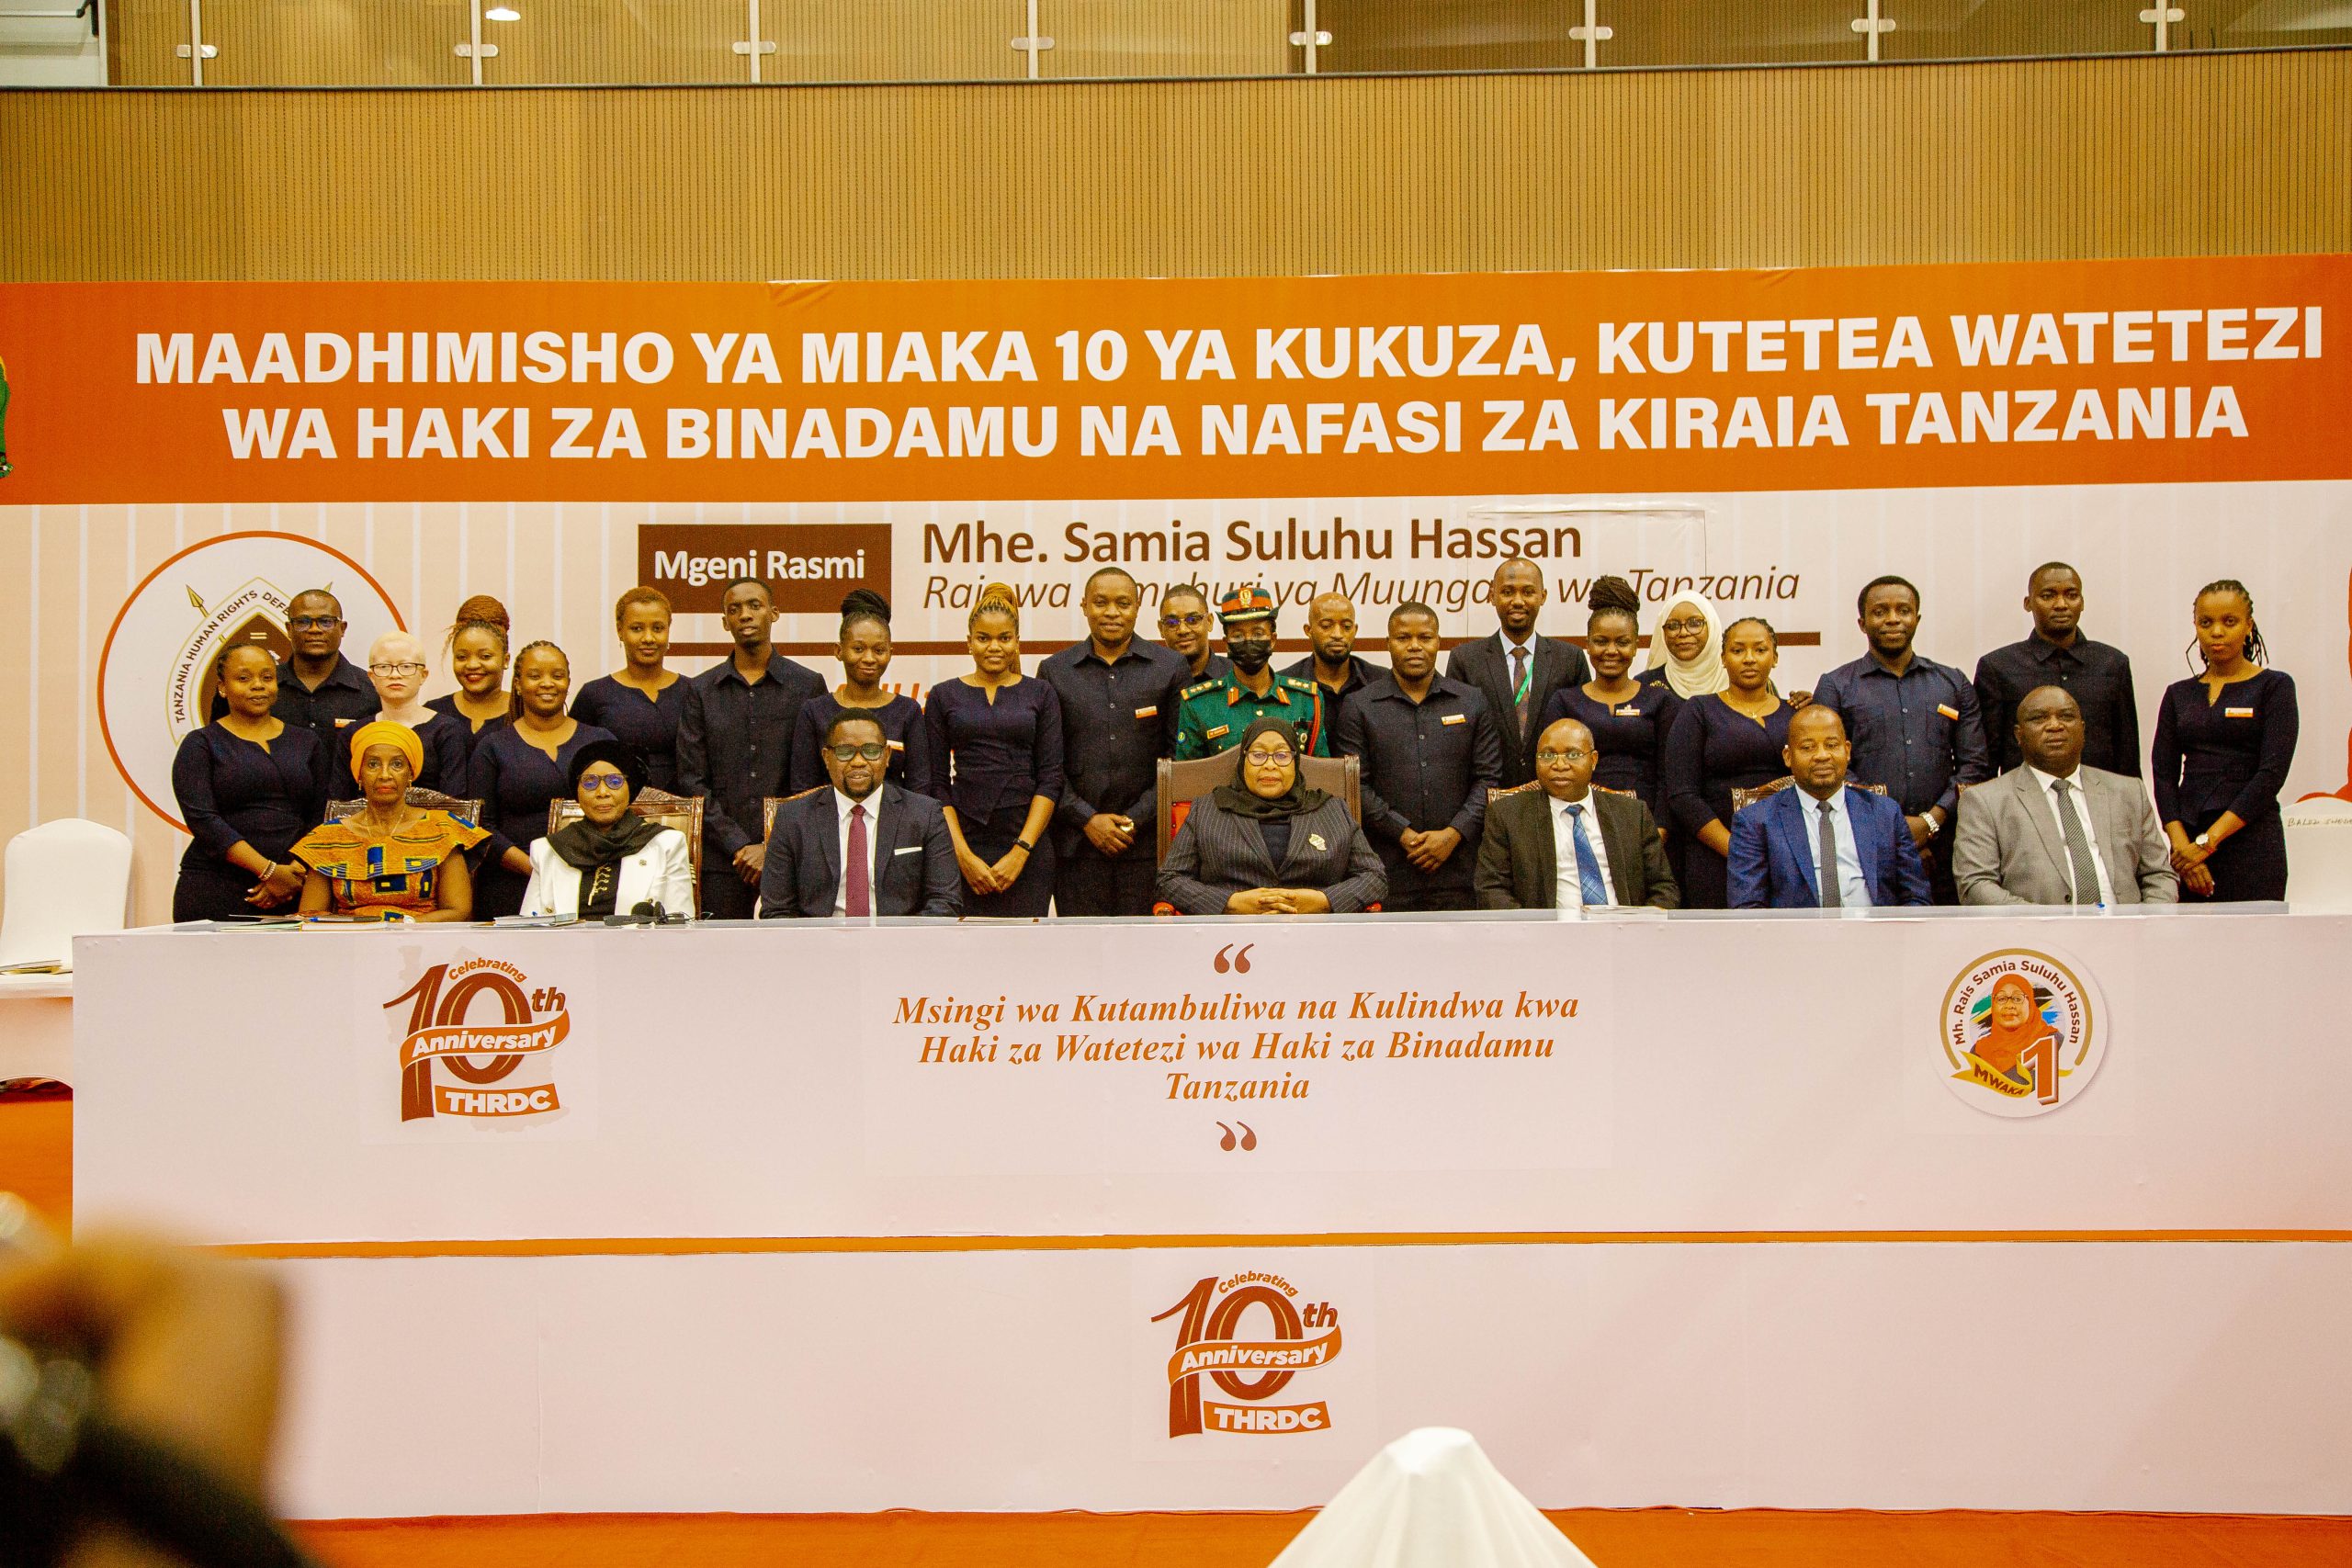 MAADHIMISHO YA MIAKA 10 YA KUKUZA, KUTETEA WATETEZI
WA HAKI ZA BINADAMU NA NAFASI ZA KIRAIA TANZANIA
Mgeni Rasmi
Mhe. Samia Suluhu Hassan
wa Tanzania
TANZANIA HUMAN RIGHTS
Celebrating
10th
Anniversary
THRDC
“
Msingi wa Kutambuliwa na Kulindwa kwa
Haki za Watetezi wa Haki za Binadamu
Tanzania
”
Mh. Rais Samia Suluhu Hassan
MWAKA 1
Celebrating
10th
Anniversary
THRDC